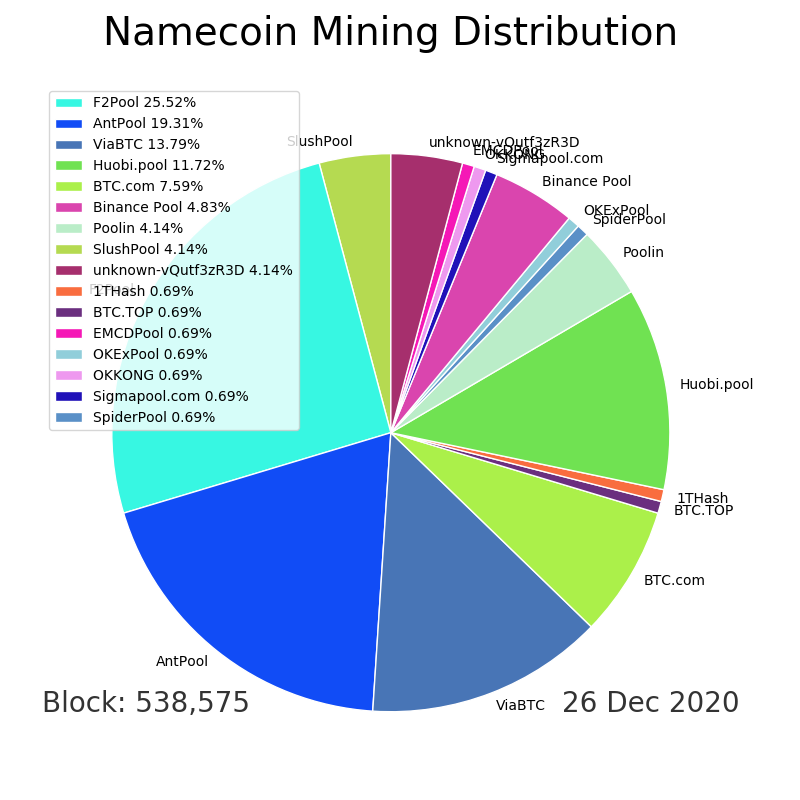 Namecoin Mining Distribution
F2Pool 25.52%
AntPool 19.31%
ViaBTC 13.79%
Huobi.pool 11.72%
BTC.com 7.59%
Binance Pool 4.83%
Poolin 4.14%
SlushPool 4.14%
unknown-vQutf3zR3D 4.14%
1THash 0.69%
BTC.TOP 0.69%
EMCDPool 0.69%
OKExPool 0.69%
OKKONG 0.69%
Sigmapool.com 0.69%
SpiderPool 0.69%
SlushPool
F2Pool
unknown-vQutf3zR3D
EMCDPool
OKKONG
Sigmapool.com
Binance Pool
OKExPool
SpiderPool
Poolin
Huobi.pool
1THash
BTC.TOP
BTC.com
AntPool
ViaBTC
Block: 538,575
26 Dec 2020